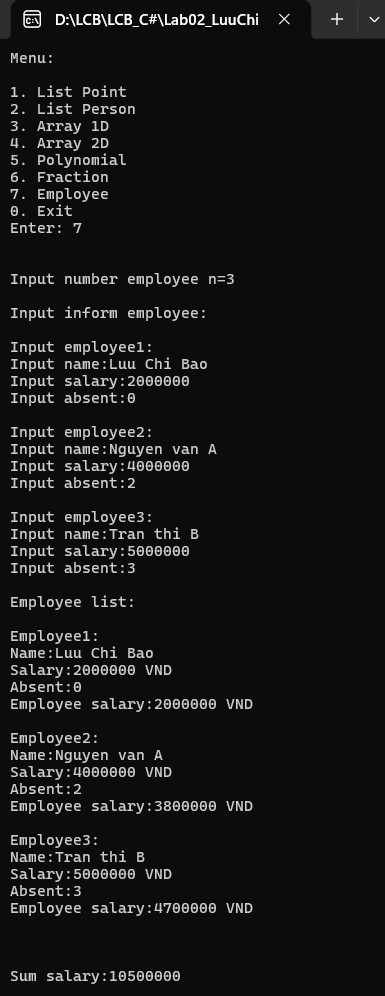 D:\LCB\LCB_C#\Lab02_LuuChi
Menu:
1. List Point
2. List Person
3. Array 1D
4. Array 2D
5. Polynomial
6. Fraction
7. Employee
0. Exit
Enter: 7
Input number employee n=3
Input inform employee:
Input employee1:
Input name:Luu Chi Bao
Input salary:2000000
Input absent:0
Input employee2:
Input name:Nguyen van A
Input salary:4000000
Input absent:2
Input employee3:
Input name:Tran thi B
Input salary:5000000
Input absent:3
Employee list:
Employee1:
Name:Luu Chi Bao
Salary:2000000 VND
Absent:0
Employee salary:2000000 VND
Employee2:
Name:Nguyen van A
Salary:4000000 VND
Absent:2
Employee salary:3800000 VND
Employee3:
Name:Tran thi B
Salary:5000000 VND
Absent:3
Employee salary:4700000 VND
Sum salary:10500000